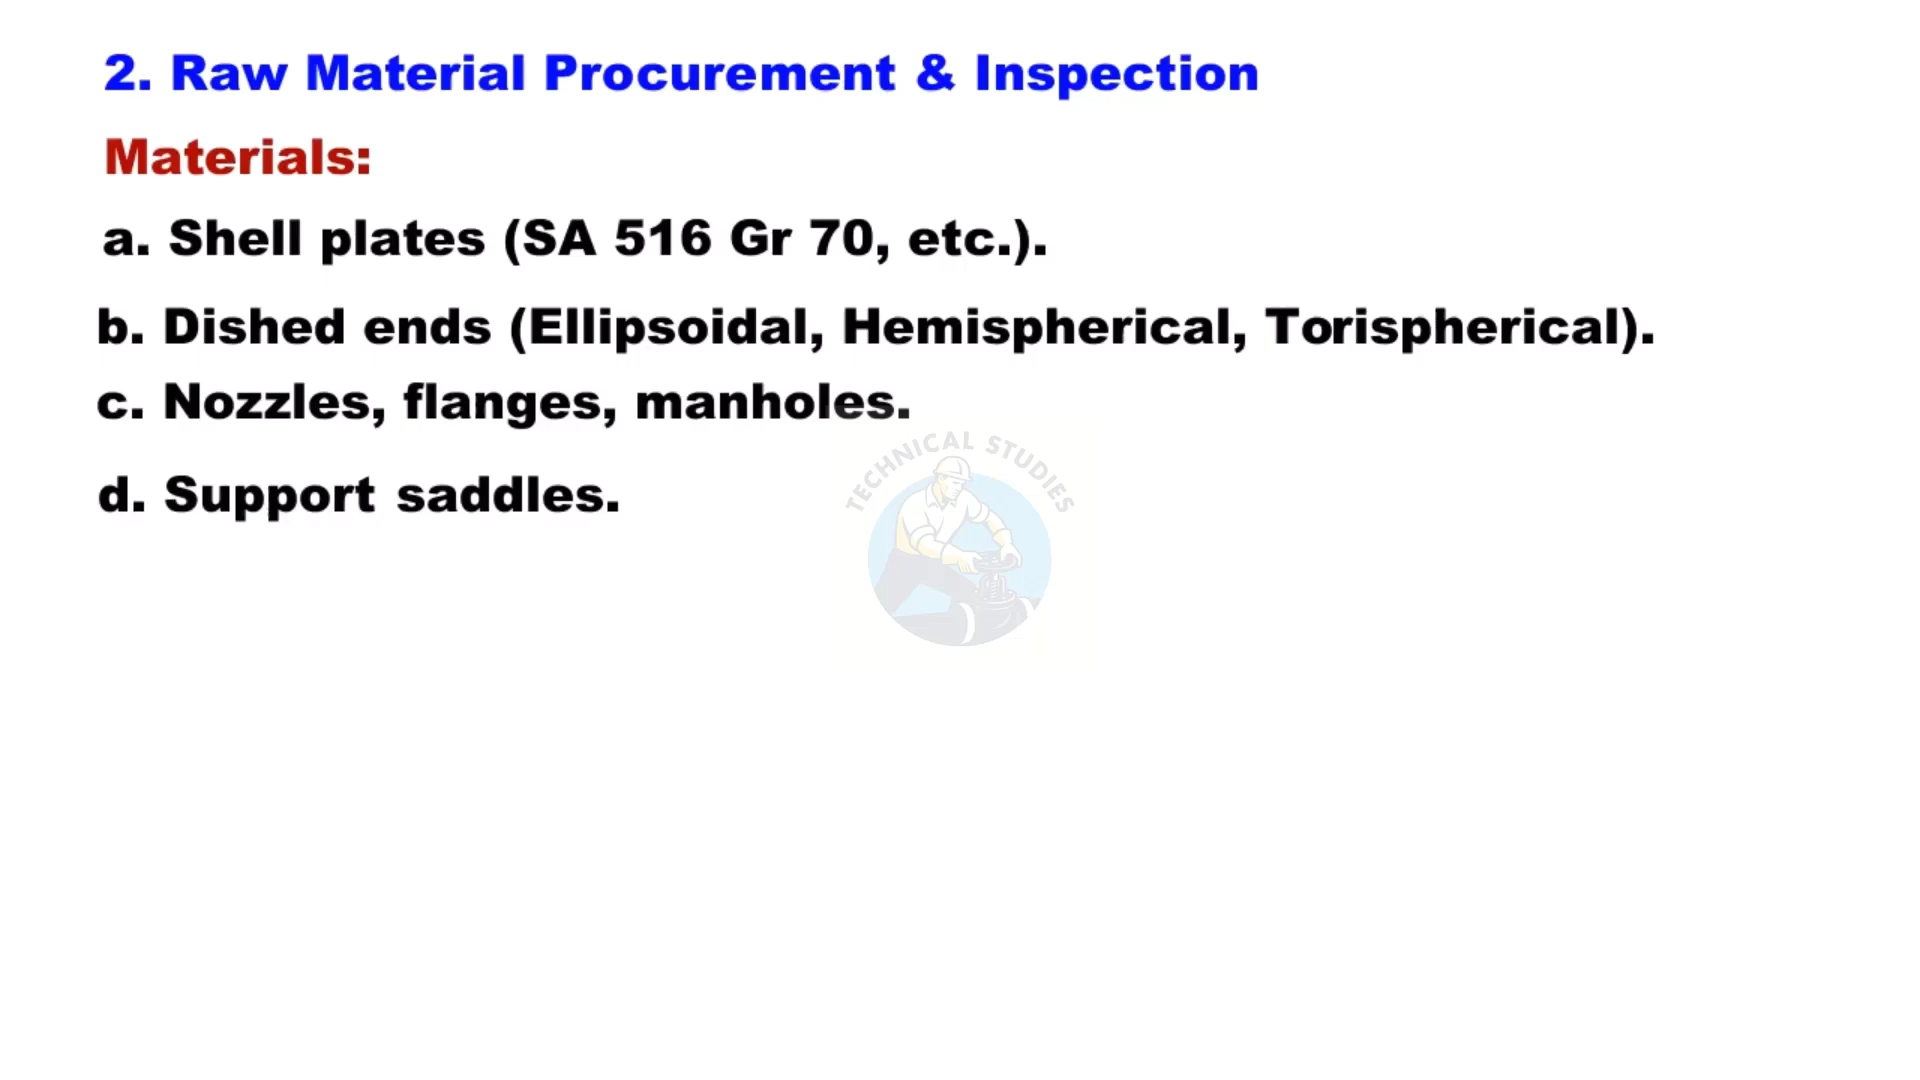 2. Raw Material Procurement & Inspection
Materials:
a. Shell plates (SA 516 Gr 70, etc.).
b. Dished ends (Ellipsoidal, Hemispherical, Torispherical).
c. Nozzles, flanges, manholes.
TECHNICAL STUDIES
d. Support saddles.